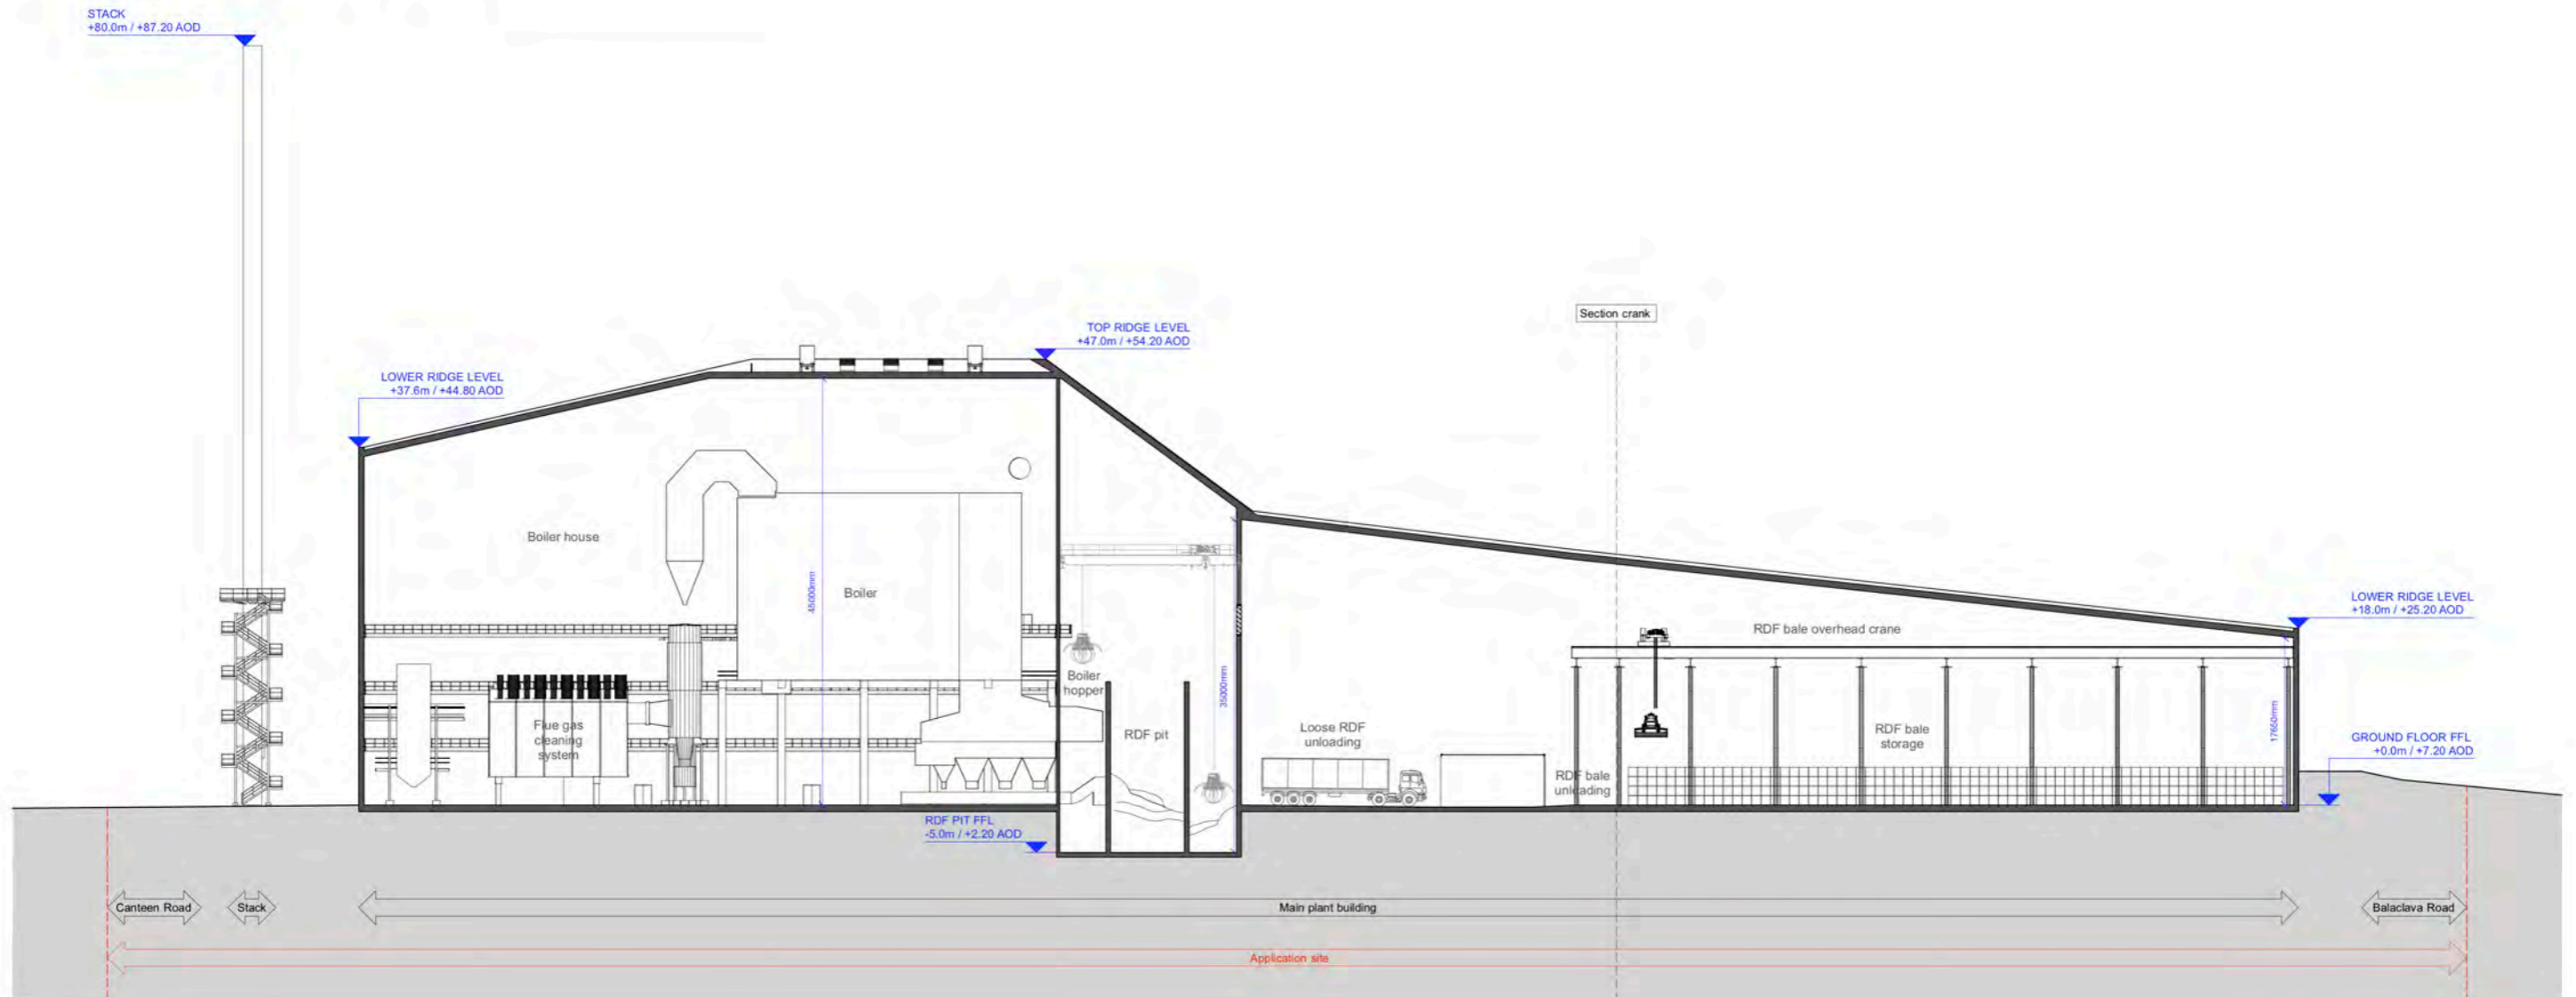 STACK
+80.0m / +87.20 AOD
Section crank
TOP RIDGE LEVEL
+47.0m / +54.20 AOD
LOWER RIDGE LEVEL
+37.6m / +44.80 AOD
Boiler house
45000mm
Boiler
LOWER RIDGE LEVEL
+18.0m / +25.20 AOD
RDF bale overhead crane
Boiler
hopper
35000mm
Flue gas
cleaning
system
RDF pit
Loose RDF
unloading
RDF bale
storage
17650mm
GROUND FLOOR FFL
+0.0m / +7.20 AOD
RDF bale
unloading
RDF PIT FFL
-5.0m / +2.20 AOD
Canteen Road
Stack
Main plant building
Balaclava Road
Application site